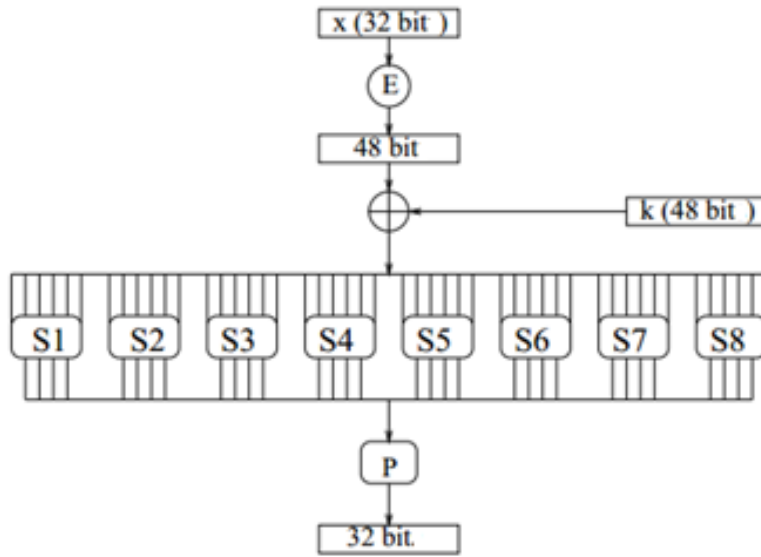 x (32 bit )
E
48 bit
k (48 bit )
S1 S2 S3 S4 S5 S6 S7 S8
P
32 bit.